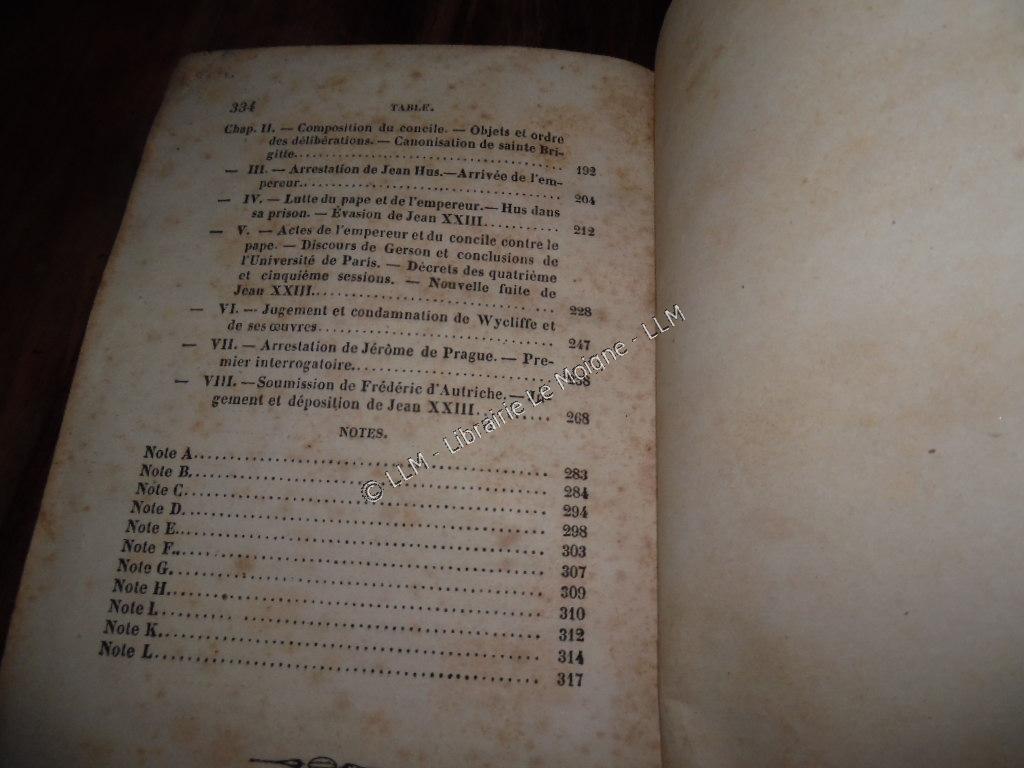 334 TABLE.
Chap. II. — Composition du concile. — Objets et ordre
des délibérations. — Canonisation de sainte Bri-
gitte. 192
— III. — Arrestation de Jean Hus.—Arrivée de l'em-
pereur. 204
— IV. — Lutte du pape et de l'empereur.— Hus dans
sa prison. — Évasion de Jean XXIII. 212
— V. — Actes de l'empereur et du concile contre le
pape. — Discours de Gerson et conclusions de
l'Université de Paris. — Décrets des quatrième
et cinquième sessions. — Nouvelle fuite de
Jean XXIII. 228
— VI. — Jugement et condamnation de Wycliffe et
de ses œuvres. 247
— VII. — Arrestation de Jérôme de Prague. — Pre-
mier interrogatoire.
— VIII. — Soumission de Frédéric d'Autriche. —
gement et déposition de Jean XXIII. 268
NOTES.
Note A. 283
Note B. 284
Note C. 294
Note D. 298
Note E. 303
Note F. 307
Note G. 309
Note H. 310
Note I. 312
Note K. 314
Note L. 317
© LLM - Librairie Le Moigne - LLM